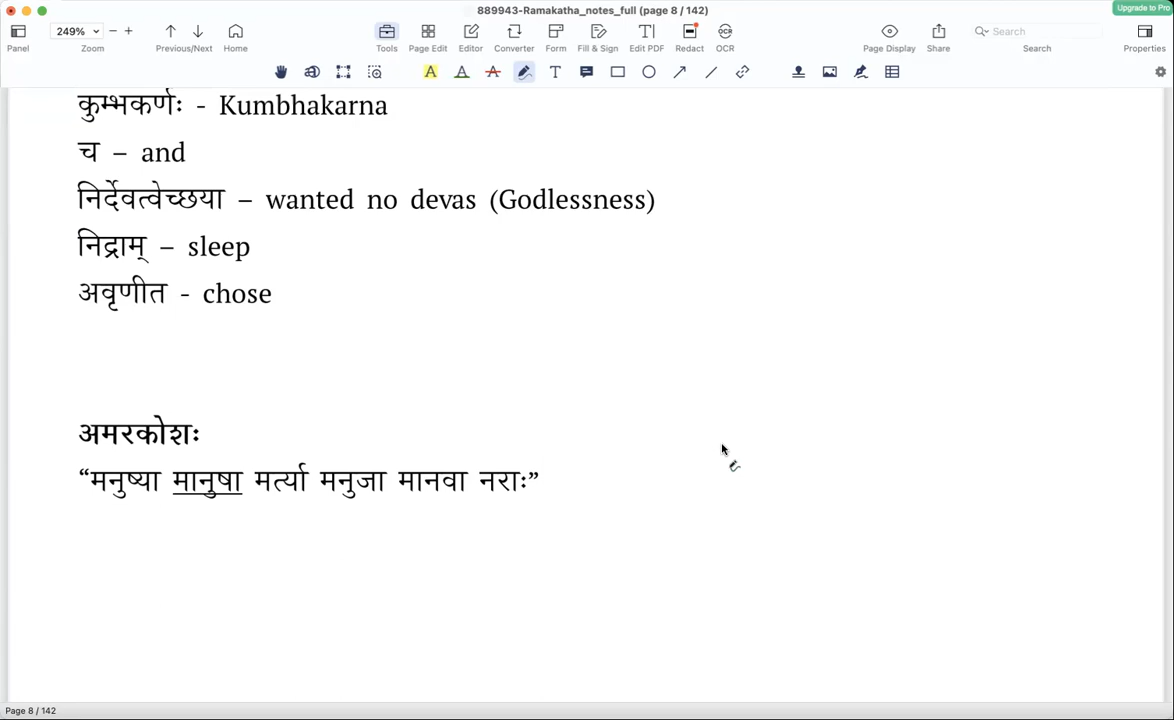 889943-Ramakatha_notes_full (page 8 / 142)
Upgrade to Pro
249%
Search
Panel Zoom Previous/Next Home Tools Page Edit Editor Converter Form Fill & Sign Edit PDF Redact OCR Page Display Share Search Properties
कुम्भकर्णः - Kumbhakarna
च – and
निर्देवत्वेच्छया – wanted no devas (Godlessness)
निद्राम् – sleep
अवृणीत - chose
अमरकोशः
“मनुष्या मानुषा मर्त्या मनुजा मानवा नराः”
Page 8 / 142